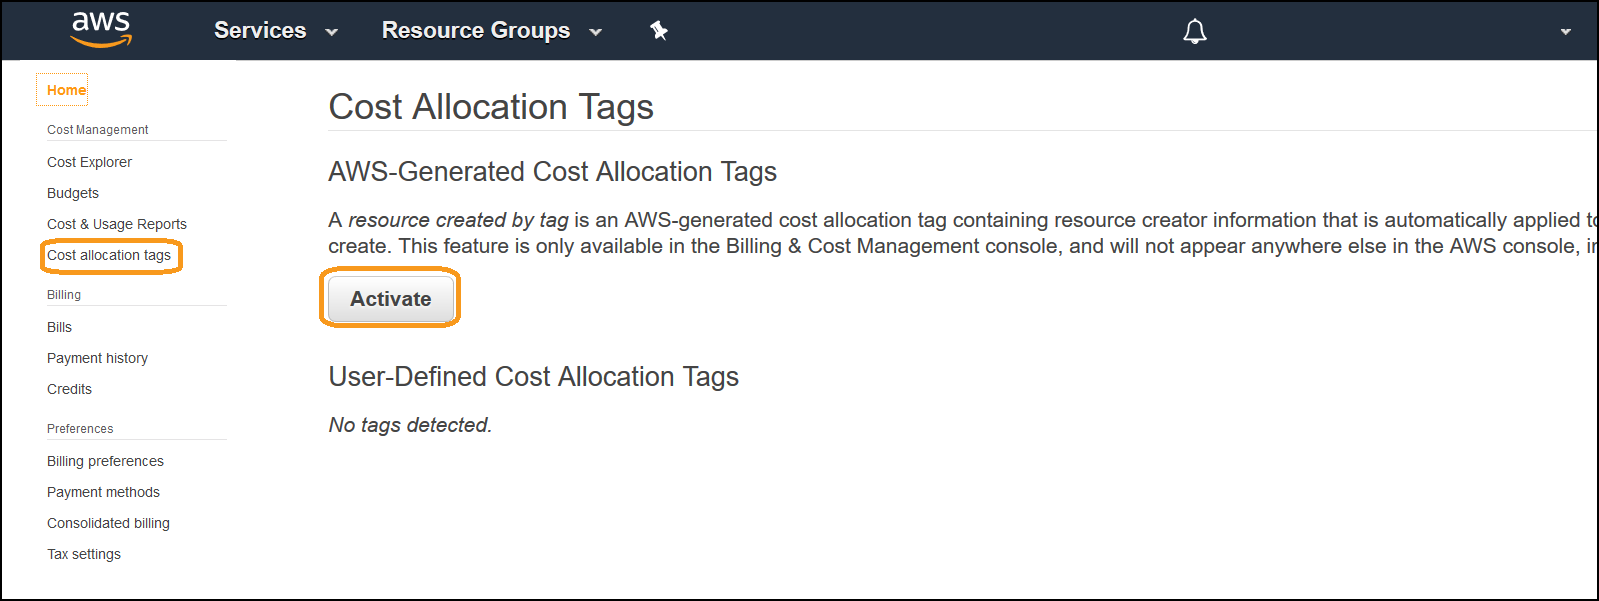 aws
Services
Resource Groups
Home
Cost Management
Cost Explorer
Budgets
Cost & Usage Reports
Cost allocation tags
Billing
Bills
Payment history
Credits
Preferences
Billing preferences
Payment methods
Consolidated billing
Tax settings
Cost Allocation Tags
AWS-Generated Cost Allocation Tags
A resource created by tag is an AWS-generated cost allocation tag containing resource creator information that is automatically applied
create. This feature is only available in the Billing & Cost Management console, and will not appear anywhere else in the AWS console,
Activate
User-Defined Cost Allocation Tags
No tags detected.